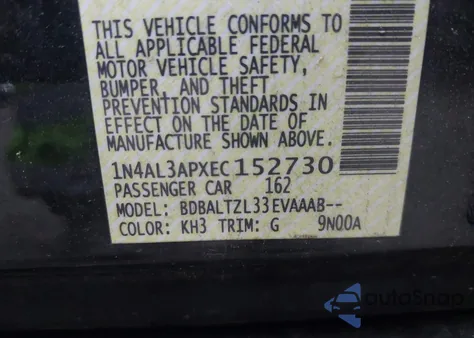 THIS VEHICLE CONFORMS TO
ALL APPLICABLE FEDERAL
MOTOR VEHICLE SAFETY,
BUMPER, AND THEFT
PREVENTION STANDARDS IN
EFFECT ON THE DATE OF
MANUFACTURE SHOWN ABOVE.
1N4AL3APXEC152730
PASSENGER CAR 162
MODEL: BDBALTZL33EVAAAB--
COLOR: KH3 TRIM: G 9N00A
autoSnap